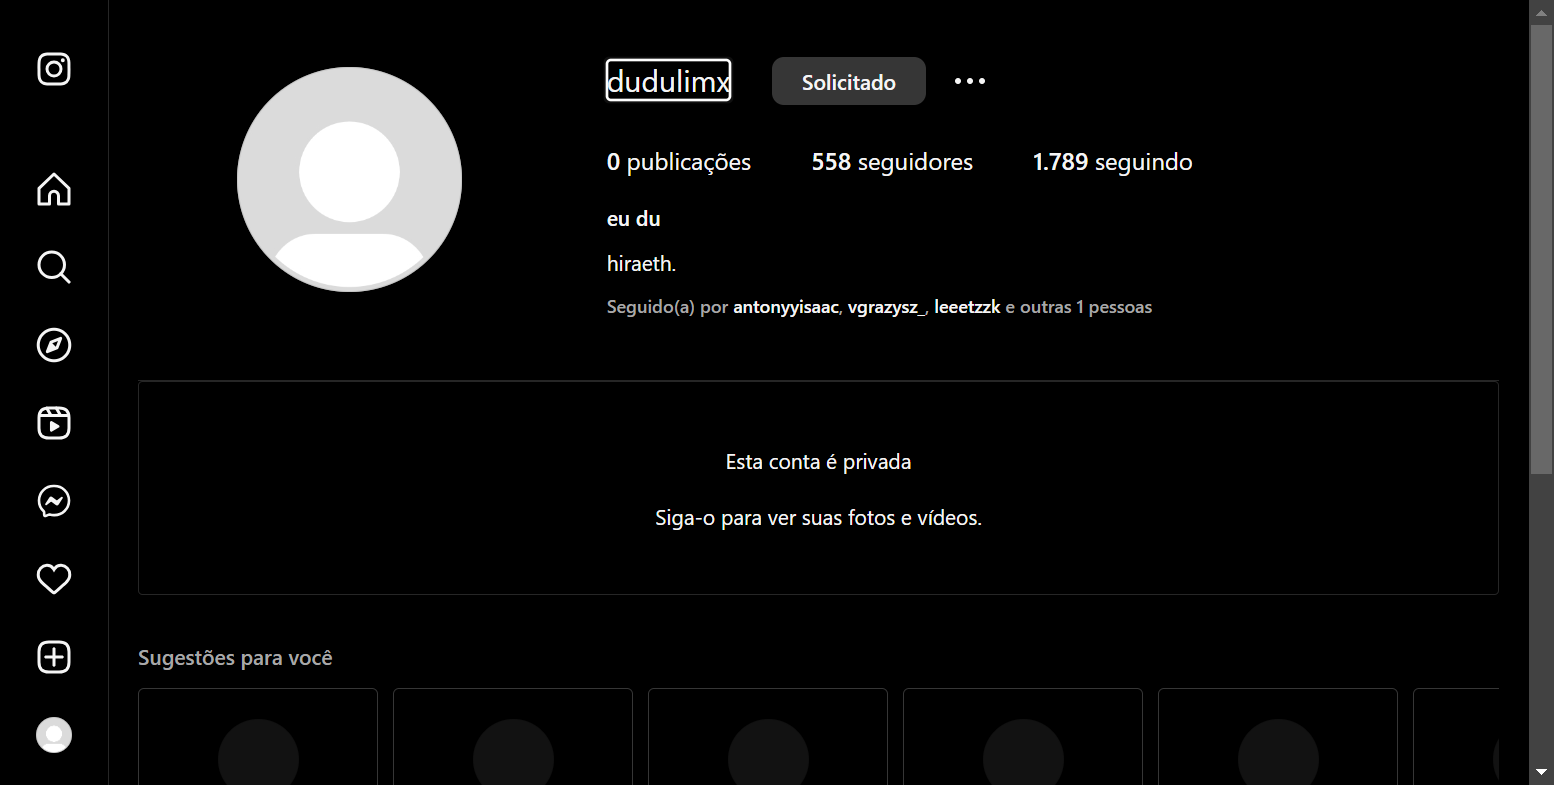 dudulimx
Solicitado
0 publicações
558 seguidores
1.789 seguindo
eu du
hiraeth.
Seguido(a) por antonyyisaac, vgrazysz_, leeetzzk e outras 1 pessoas
Esta conta é privada
Siga-o para ver suas fotos e vídeos.
Sugestões para você